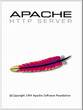 APACHE
HTTP SERVER
Copyright 1999 Apache Software Foundation